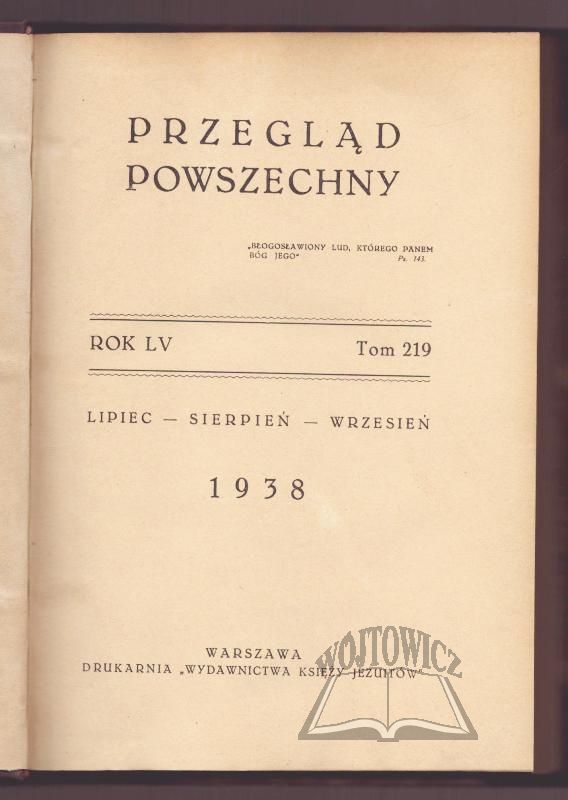 PRZEGLĄD
POWSZECHNY
„BŁOGOSŁAWIONY LUD, KTÓREGO PANEM
BÓG JEGO“ Ps. 143.
ROK LV Tom 219
LIPIEC — SIERPIEŃ — WRZESIEŃ
1938
WARSZAWA
DRUKARNIA „WYDAWNICTWA KSIĘŻY JEZUITÓW“
WÓJTOWICZ